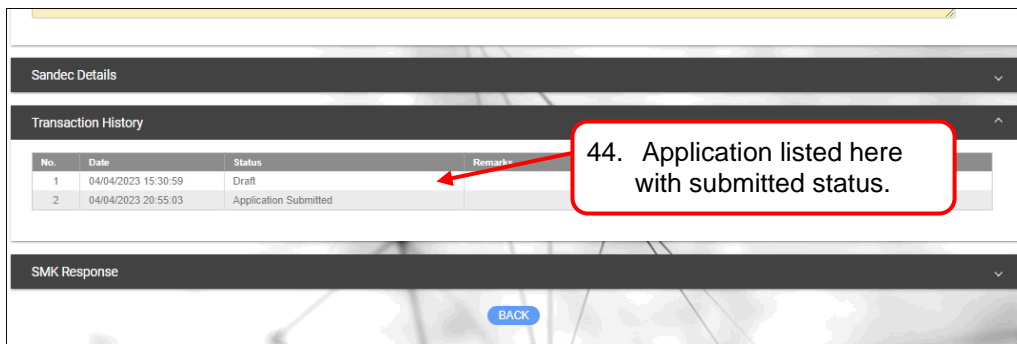 Sandec Details
Transaction History
No. Date Status Remarks
1 04/04/2023 15:30:59 Draft
2 04/04/2023 20:55:03 Application Submitted
44. Application listed here
with submitted status.
SMK Response
BACK